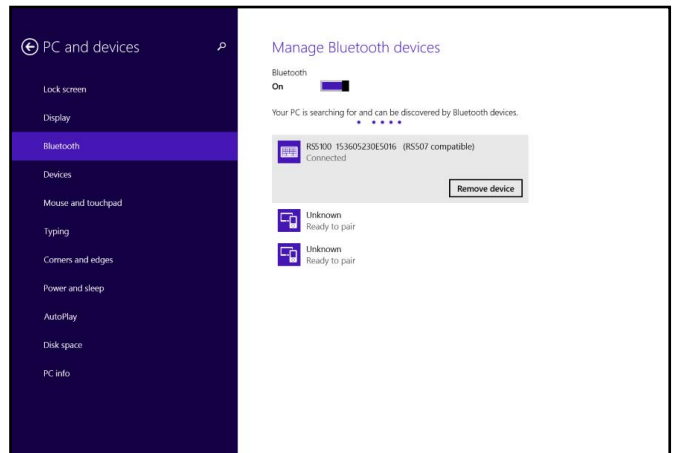 PC and devices
Lock screen
Display
Bluetooth
Devices
Mouse and touchpad
Typing
Corners and edges
Power and sleep
AutoPlay
Disk space
PC info
Manage Bluetooth devices
Bluetooth
On
Your PC is searching for and can be discovered by Bluetooth devices.
RS5100 153605230E5016 (RS507 compatible)
Connected
Remove device
Unknown
Ready to pair
Unknown
Ready to pair